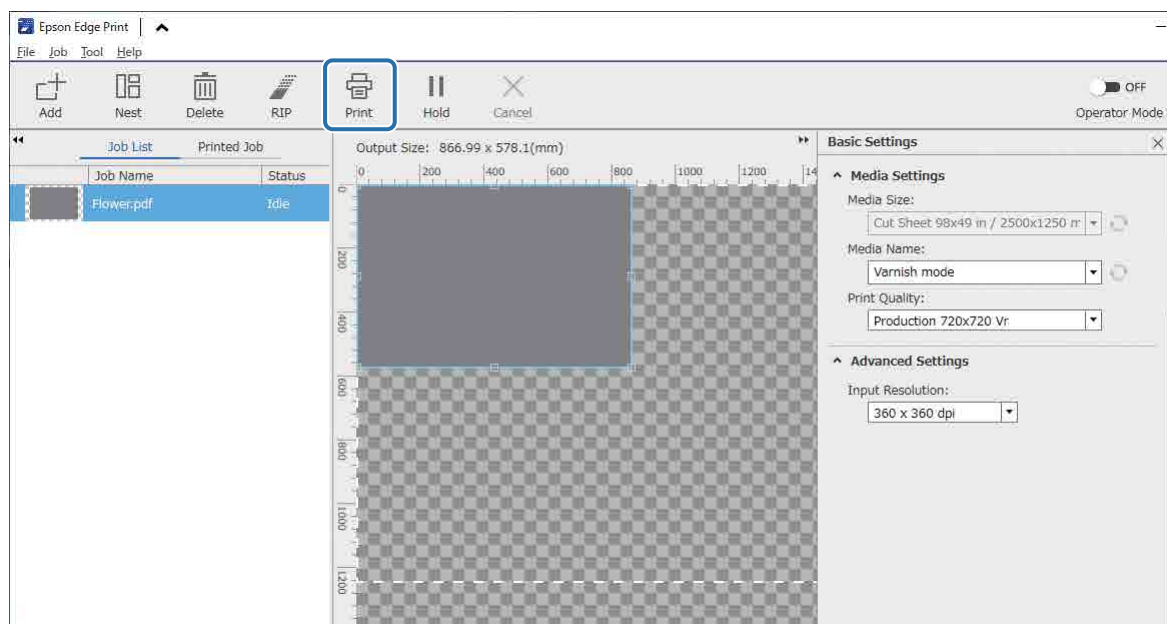 Epson Edge Print
File Job Tool Help
Add Nest Delete RIP Print Hold Cancel
OFF
Operator Mode
Job List Printed Job
Job Name Status
Flower.pdf Idle
Output Size: 866.99 x 578.1(mm)
0 200 400 600 800 1000 1200 14
0
200
400
600
800
1000
1200
Basic Settings
Media Settings
Media Size:
Cut Sheet 98x49 in / 2500x1250 m
Media Name:
Varnish mode
Print Quality:
Production 720x720 Vr
Advanced Settings
Input Resolution:
360 x 360 dpi